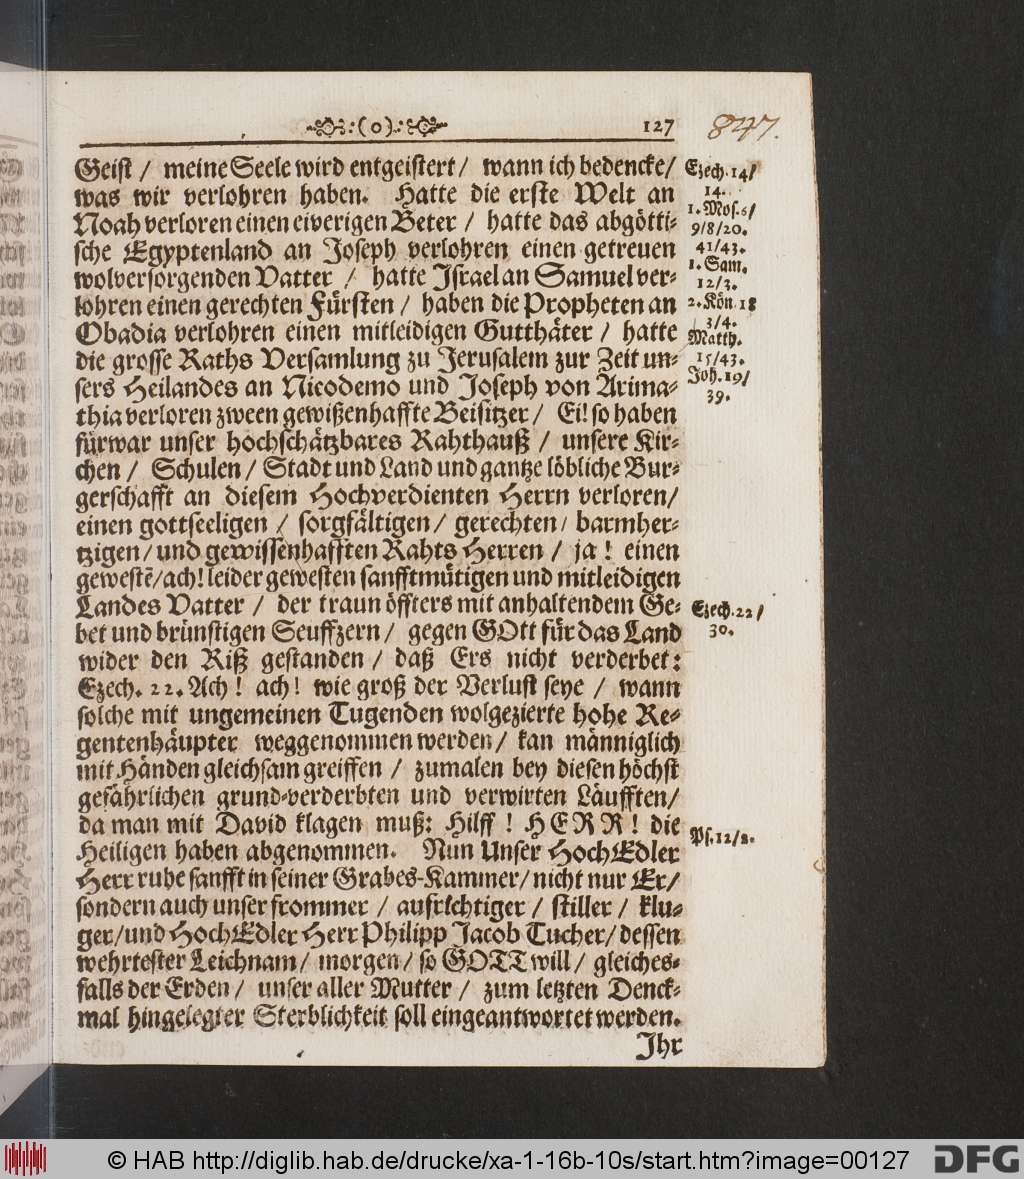 :(o): 127
847.
Geist / meine Seele wird entgeistert / wann ich bedencke /
was wir verlohren haben. Hatte die erste Welt an
Noah verloren einen eiverigen Beter / hatte das abgötti-
sche Egyptenland an Joseph verlohren einen getreuen
wolversorgenden Vatter / hatte Israel an Samuel ver-
lohren einen gerechten Fürsten / haben die Propheten an
Obadia verlohren einen mitleidigen Gutthäter / hatte
die grosse Raths Versamlung zu Jerusalem zur Zeit un-
sers Heilandes an Nicodemo und Joseph von Arima-
thia verloren zween gewißenhaffte Beisitzer / Ei! so haben
fürwar unser hochschätzbares Rahthauß / unsere Kir-
chen / Schulen / Stadt und Land und gantze löbliche Bur-
gerschafft an diesem Hochverdienten Herrn verloren /
einen gottseeligen / sorgfältigen / gerechten / barmher-
tzigen / und gewissenhafften Rahts Herren / ja ! einen
gewestē / ach! leider gewesten sanfftmütigen und mitleidigen
Landes Vatter / der traun öffters mit anhaltendem Ge-
bet und brünstigen Seuffzern / gegen GOtt für das Land
wider den Riß gestanden / daß Ers nicht verderbet:
Ezech. 22. Ach ! ach! wie groß der Verlust seye / wann
solche mit ungemeinen Tugenden wolgezierte hohe Re-
gentenhäupter weggenommen werden / kan männiglich
mit Händen gleichsam greiffen / zumalen bey diesen höchst
gefährlichen grund-verderbten und verwirten Läufften /
da man mit David klagen muß: Hilff ! HERR ! die
Heiligen haben abgenommen. Nun Unser HochEdler
Herr ruhe sanfft in seiner Grabes-Kammer / nicht nur Er /
sondern auch unser frommer / aufrichtiger / stiller / klu-
ger / und HochEdler Herr Philipp Jacob Tucher / dessen
wehrtester Leichnam / morgen / so GOTT will / gleiches-
falls der Erden / unser aller Mutter / zum letzten Denck-
mal hingelegter Sterblichkeit soll eingeantwortet werden.
Ihr
Ezech. 14 /
14.
1. Mos. 6 /
9/8/20.
41/43.
1. Sam.
12/3.
2. Kön. 18
3/4.
Matth.
15/43.
Joh. 19 /
39.
Ezech. 22 /
30.
Ps. 12/2.
© HAB http://diglib.hab.de/drucke/xa-1-16b-10s/start.htm?image=00127
DFG